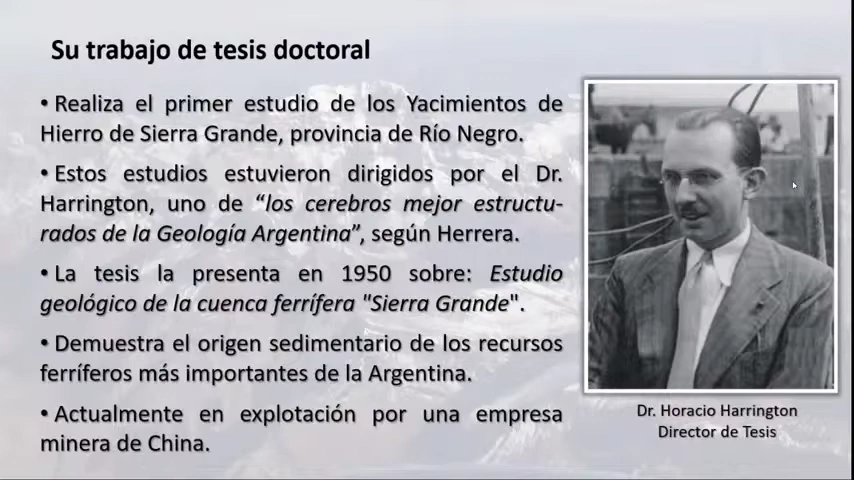 Su trabajo de tesis doctoral
• Realiza el primer estudio de los Yacimientos de
Hierro de Sierra Grande, provincia de Río Negro.
• Estos estudios estuvieron dirigidos por el Dr.
Harrington, uno de “los cerebros mejor estructu-
rados de la Geología Argentina”, según Herrera.
• La tesis la presenta en 1950 sobre: Estudio
geológico de la cuenca ferrífera "Sierra Grande".
• Demuestra el origen sedimentario de los recursos
ferríferos más importantes de la Argentina.
• Actualmente en explotación por una empresa
minera de China.
Dr. Horacio Harrington
Director de Tesis